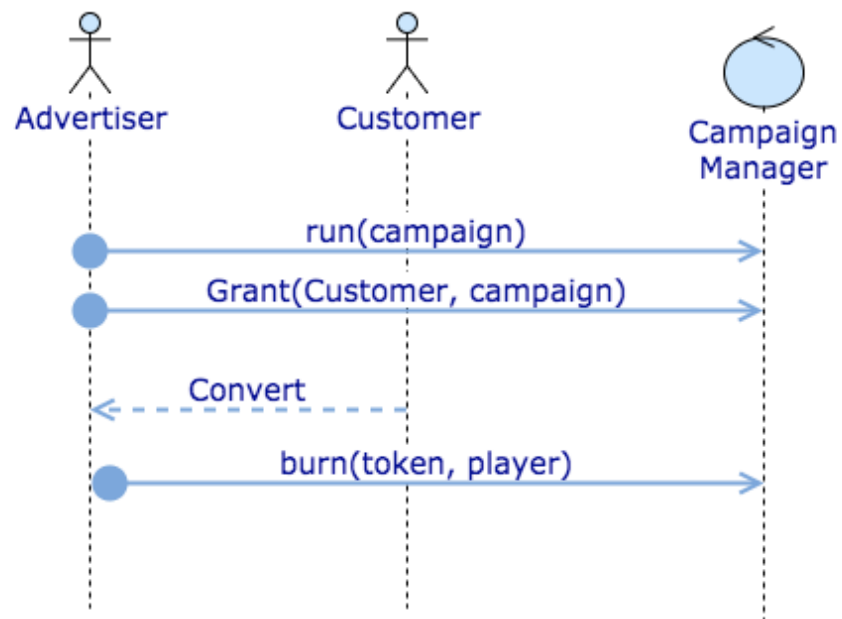 Advertiser
Customer
Campaign
Manager
run(campaign)
Grant(Customer, campaign)
Convert
burn(token, player)